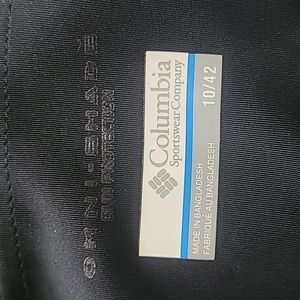 OMNI-SHADE
SUN PROTECTION
Columbia
Sportswear Company
10/42
MADE IN BANGLADESH
FABRIQUÉ AU BANGLADESH